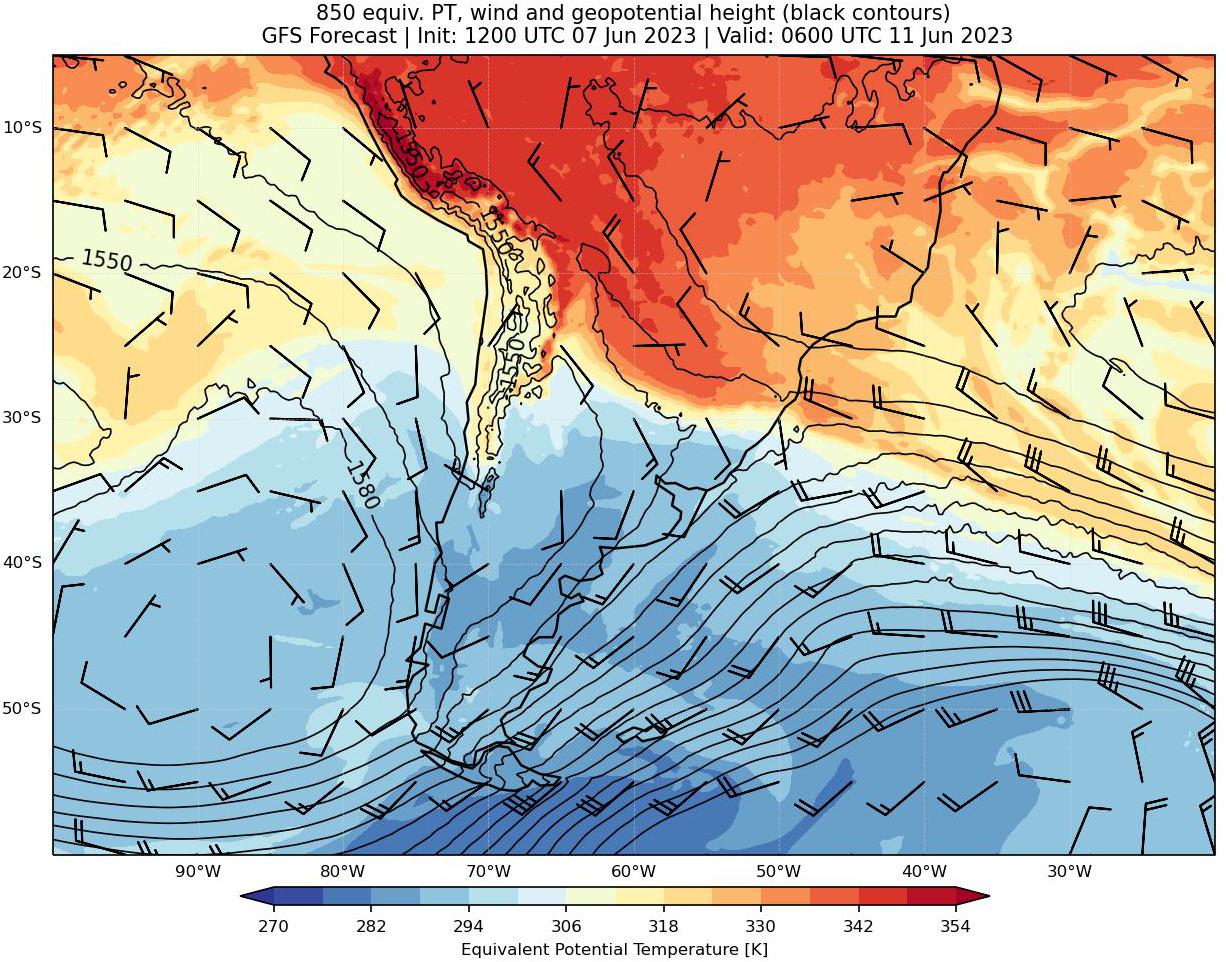 850 equiv. PT, wind and geopotential height (black contours)
GFS Forecast | Init: 1200 UTC 07 Jun 2023 | Valid: 0600 UTC 11 Jun 2023
10°S
20°S
30°S
40°S
50°S
1550
1580
90°W 80°W 70°W 60°W 50°W 40°W 30°W
270 282 294 306 318 330 342 354
Equivalent Potential Temperature [K]